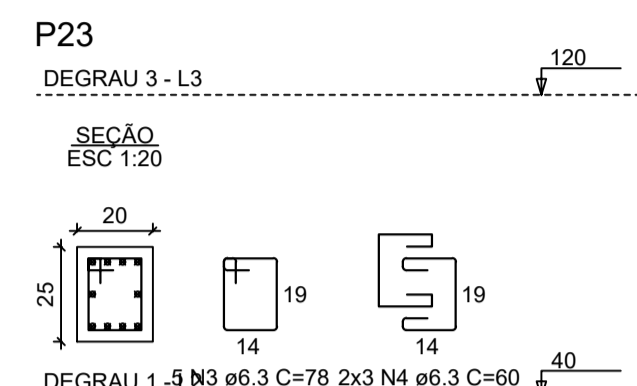 P23
120
DEGRAU 3 - L3
SEÇÃO
ESC 1:20
20
25
19
14
19
14
40
DEGRAU 1 -
5 N3 ø6.3 C=78
2x3 N4 ø6.3 C=60